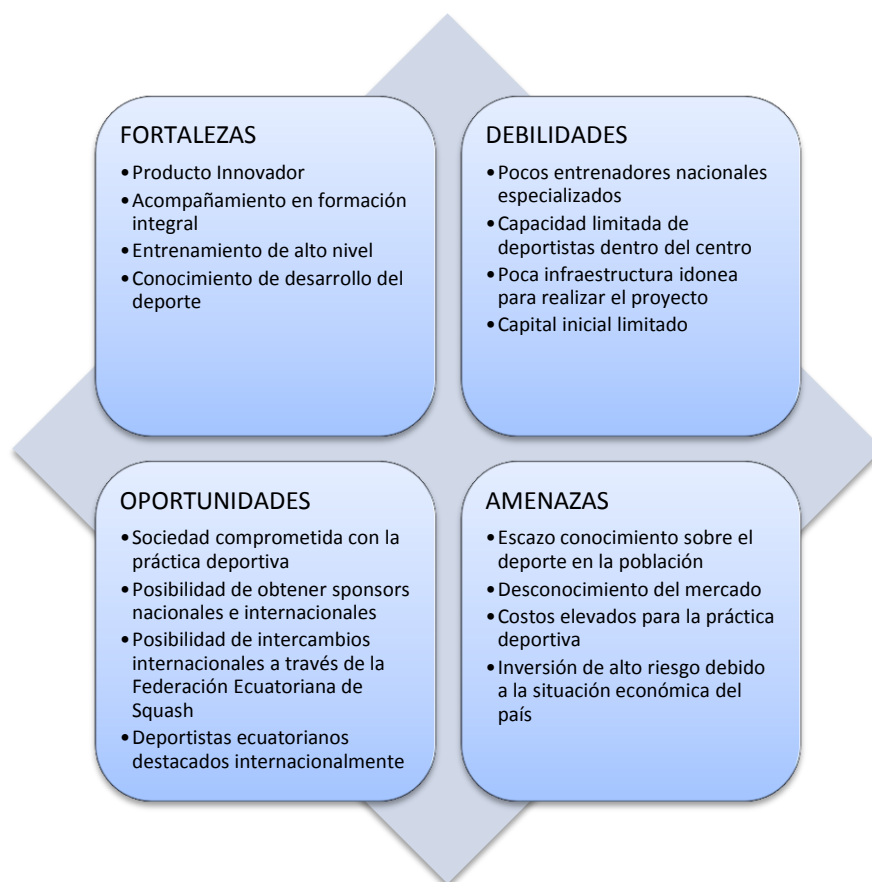 FORTALEZAS
•Producto Innovador
•Acompañamiento en formación
integral
•Entrenamiento de alto nivel
•Conocimiento de desarrollo del
deporte
DEBILIDADES
•Pocos entrenadores nacionales
especializados
•Capacidad limitada de
deportistas dentro del centro
•Poca infraestructura idonea
para realizar el proyecto
•Capital inicial limitado
OPORTUNIDADES
•Sociedad comprometida con la
práctica deportiva
•Posibilidad de obtener sponsors
nacionales e internacionales
•Posibilidad de intercambios
internacionales a través de la
Federación Ecuatoriana de
Squash
•Deportistas ecuatorianos
destacados internacionalmente
AMENAZAS
•Escazo conocimiento sobre el
deporte en la población
•Desconocimiento del mercado
•Costos elevados para la práctica
deportiva
•Inversión de alto riesgo debido
a la situación económica del
país